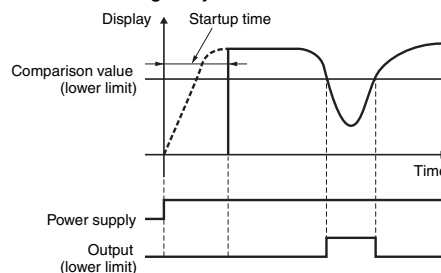 Display
Startup time
Comparison value
(lower limit)
Time
Power supply
Output
(lower limit)